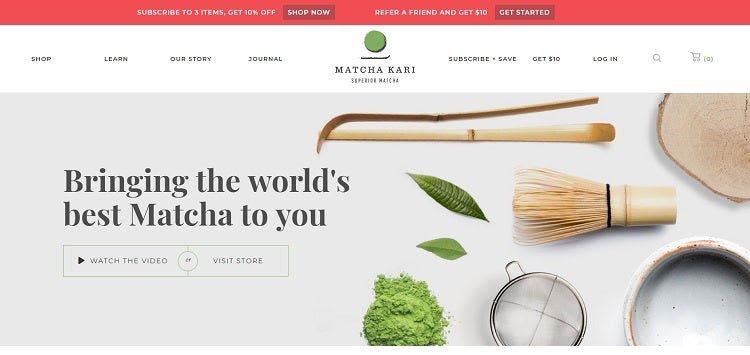 SUBSCRIBE TO 3 ITEMS, GET 10% OFF SHOP NOW REFER A FRIEND AND GET $10 GET STARTED
SHOP LEARN OUR STORY JOURNAL
MATCHA KARI
SUPERIOR MATCHA
SUBSCRIBE + SAVE GET $10 LOG IN (0)
Bringing the world's
best Matcha to you
WATCH THE VIDEO or VISIT STORE